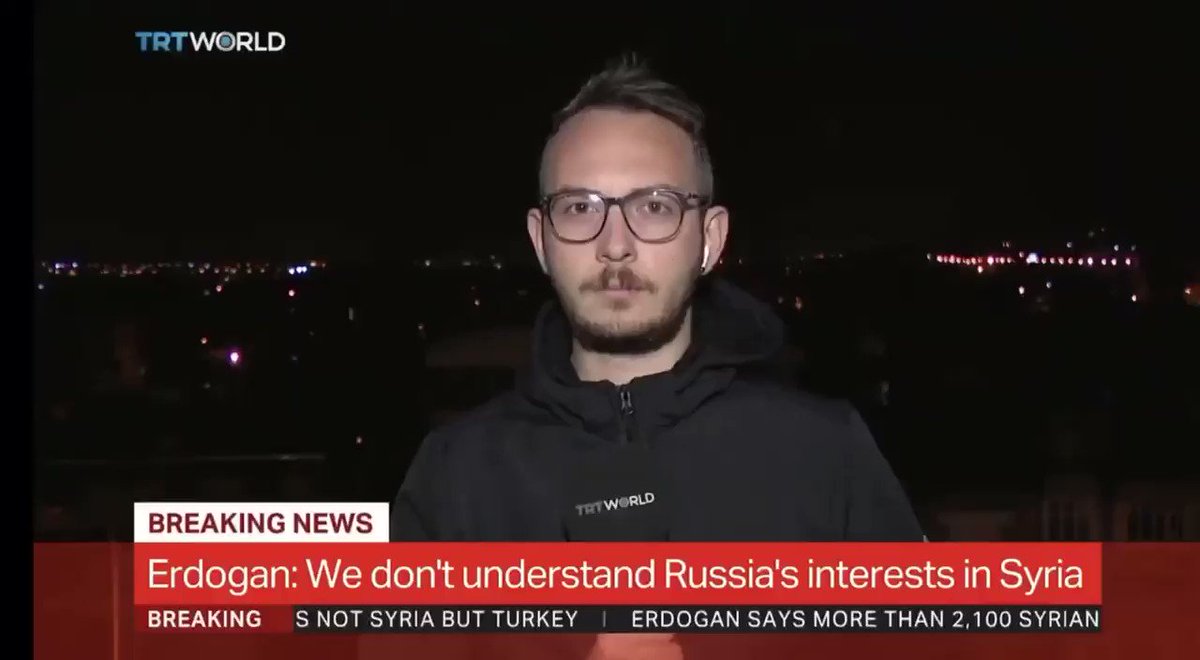 TRTWORLD
TRTWORLD
BREAKING NEWS
Erdogan: We don't understand Russia's interests in Syria
BREAKING S NOT SYRIA BUT TURKEY | ERDOGAN SAYS MORE THAN 2,100 SYRIAN